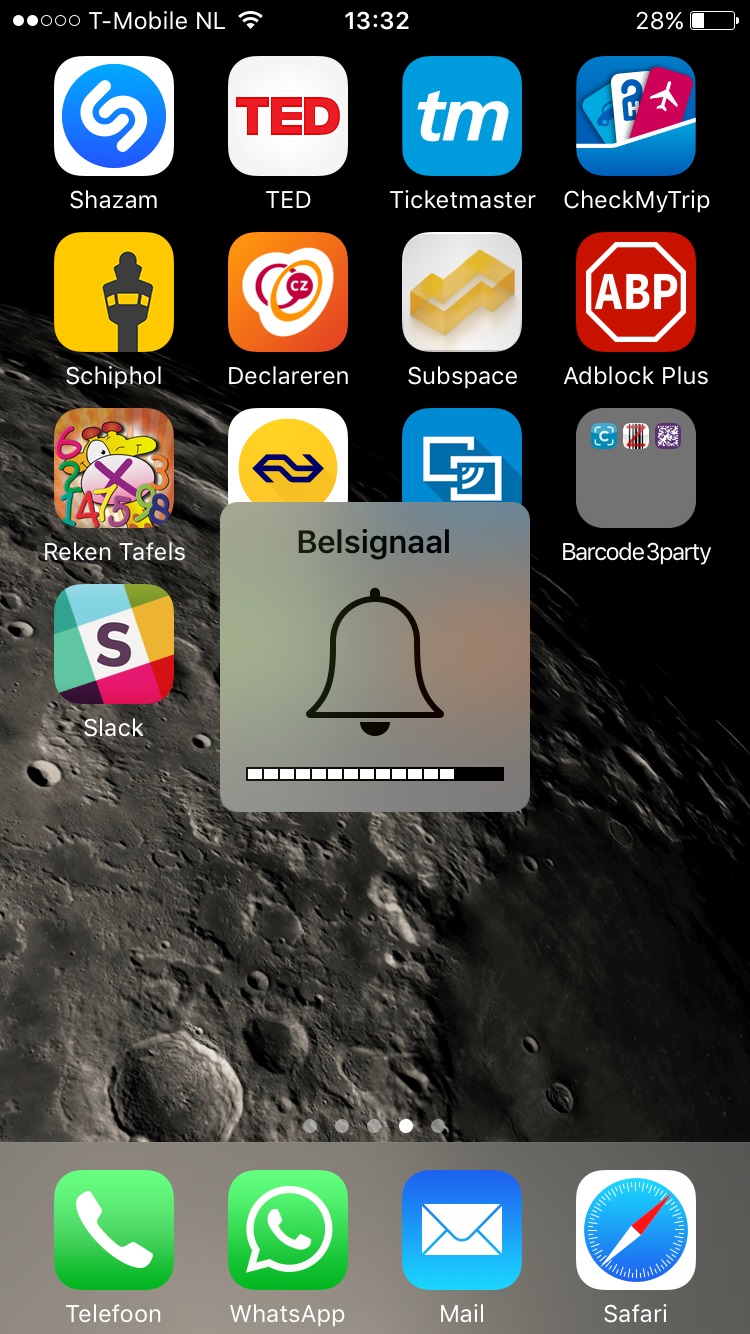 T-Mobile NL 13:32 28%
TED tm
Shazam TED Ticketmaster CheckMyTrip
CZ ABP
Schiphol Declareren Subspace Adblock Plus
Reken Tafels Barcode3party
Belsignaal
S
Slack
Telefoon WhatsApp Mail Safari